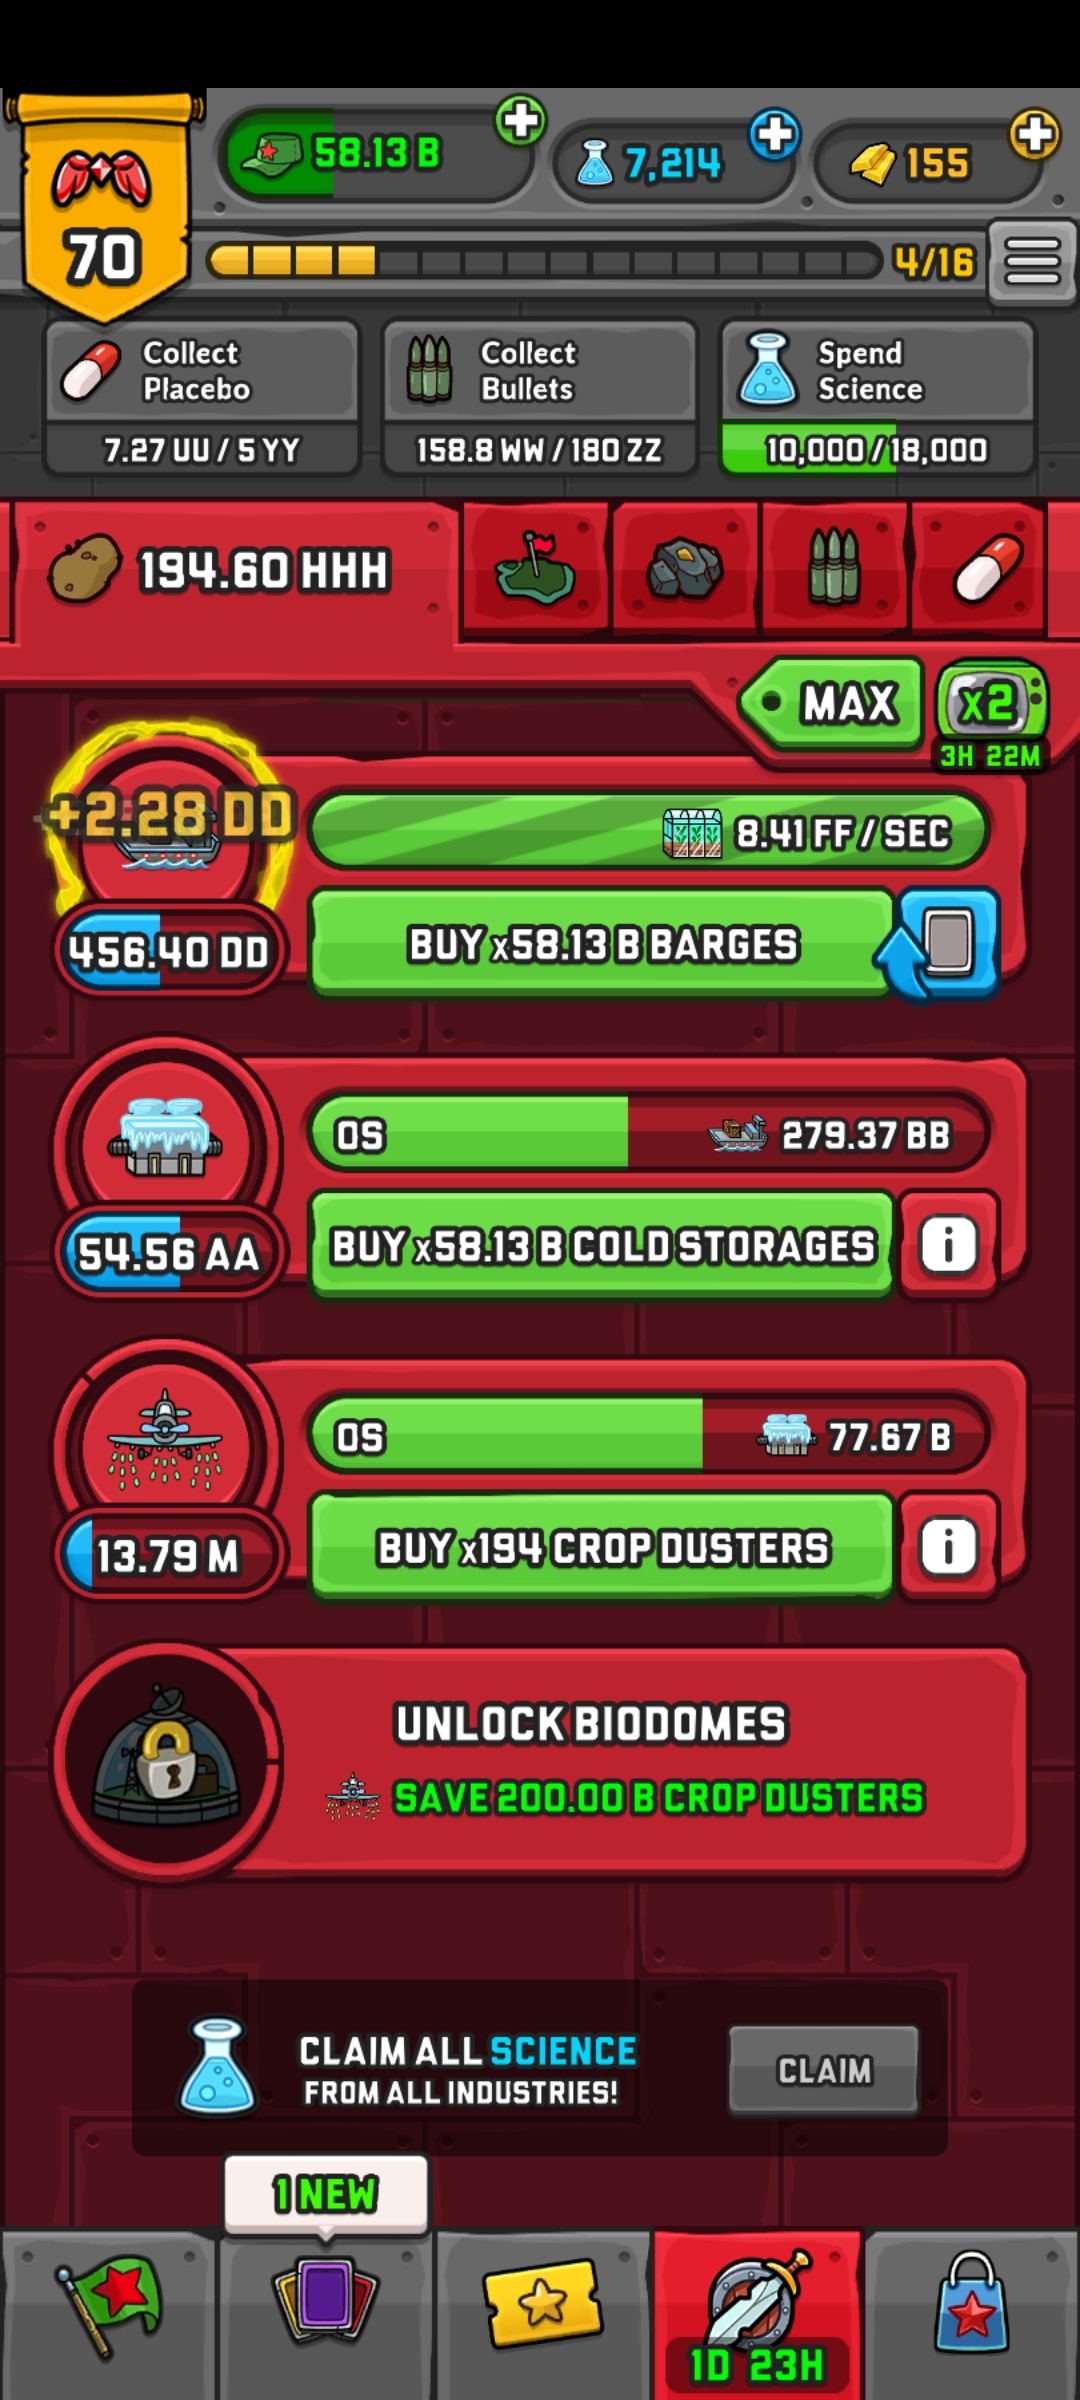 70
58.13 B
7,214
155
4/16
Collect
Placebo
7.27 UU / 5 YY
Collect
Bullets
158.8 WW / 180 ZZ
Spend
Science
10,000 / 18,000
194.60 HHH
MAX
x2
3H 22M
+2.28 DD
8.41 FF / SEC
456.40 DD
BUY x58.13 B BARGES
0S
279.37 BB
54.56 AA
BUY x58.13 B COLD STORAGES
i
0S
77.67 B
13.79 M
BUY x194 CROP DUSTERS
i
UNLOCK BIODOMES
SAVE 200.00 B CROP DUSTERS
CLAIM ALL SCIENCE
FROM ALL INDUSTRIES!
CLAIM
1 NEW
1D 23H